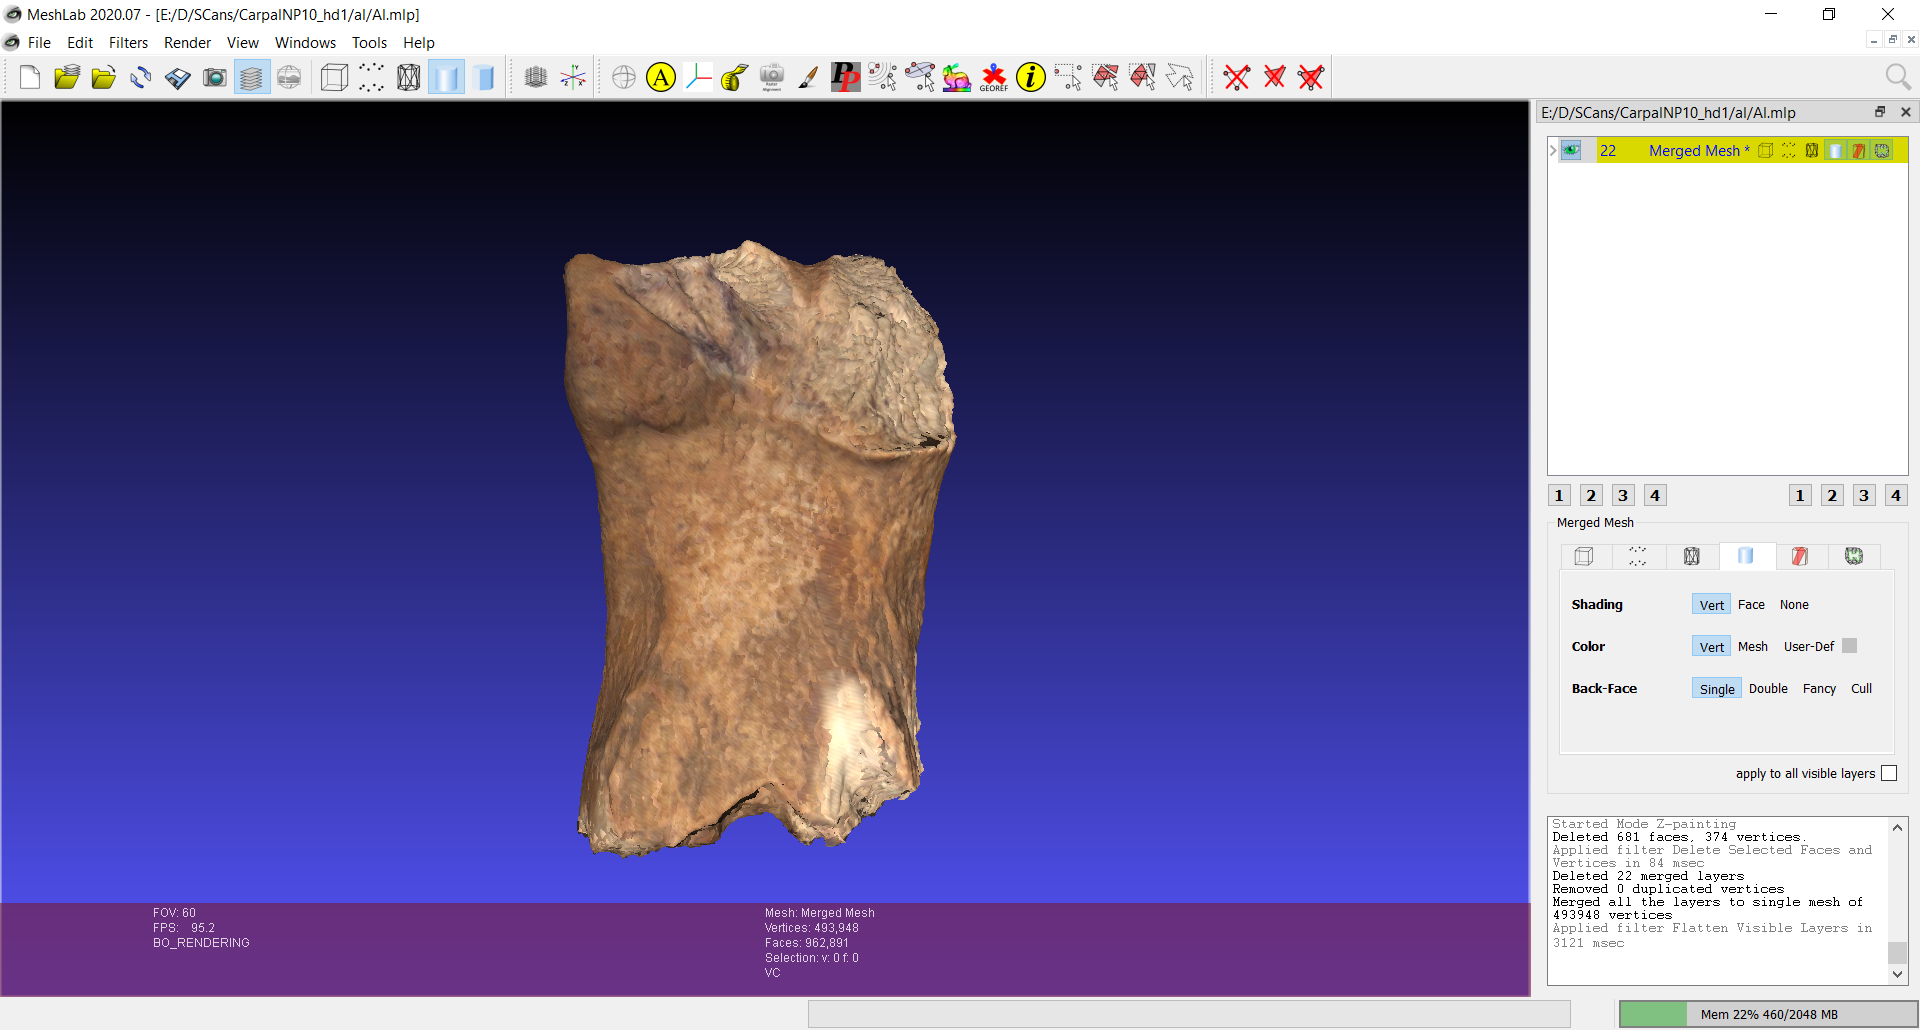 MeshLab 2020.07 - [E:/D/SCans/CarpalNP10_hd1/al/Al.mlp]
File Edit Filters Render View Windows Tools Help
A
PP
GEOREF
i
E:/D/SCans/CarpalNP10_hd1/al/Al.mlp
22 Merged Mesh *
1 2 3 4 1 2 3 4
Merged Mesh
Shading Vert Face None
Color Vert Mesh User-Def
Back-Face Single Double Fancy Cull
apply to all visible layers
Started Mode Z-painting
Deleted 681 faces, 374 vertices.
Applied filter Delete Selected Faces and
Vertices in 84 msec
Deleted 22 merged layers
Removed 0 duplicated vertices
Merged all the layers to single mesh of
493948 vertices
Applied filter Flatten Visible Layers in
3121 msec
FOV: 60
FPS: 95.2
BO_RENDERING
Mesh: Merged Mesh
Vertices: 493,948
Faces: 962,891
Selection: v: 0 f: 0
VC
Mem 22% 460/2048 MB